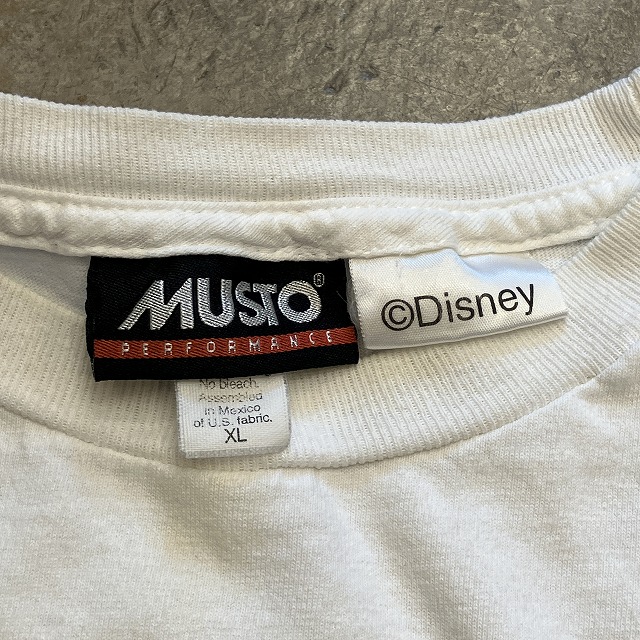 MUSTO®
PERFORMANCE
©Disney
No bleach.
Assembled
in Mexico
of U.S. fabric.
XL